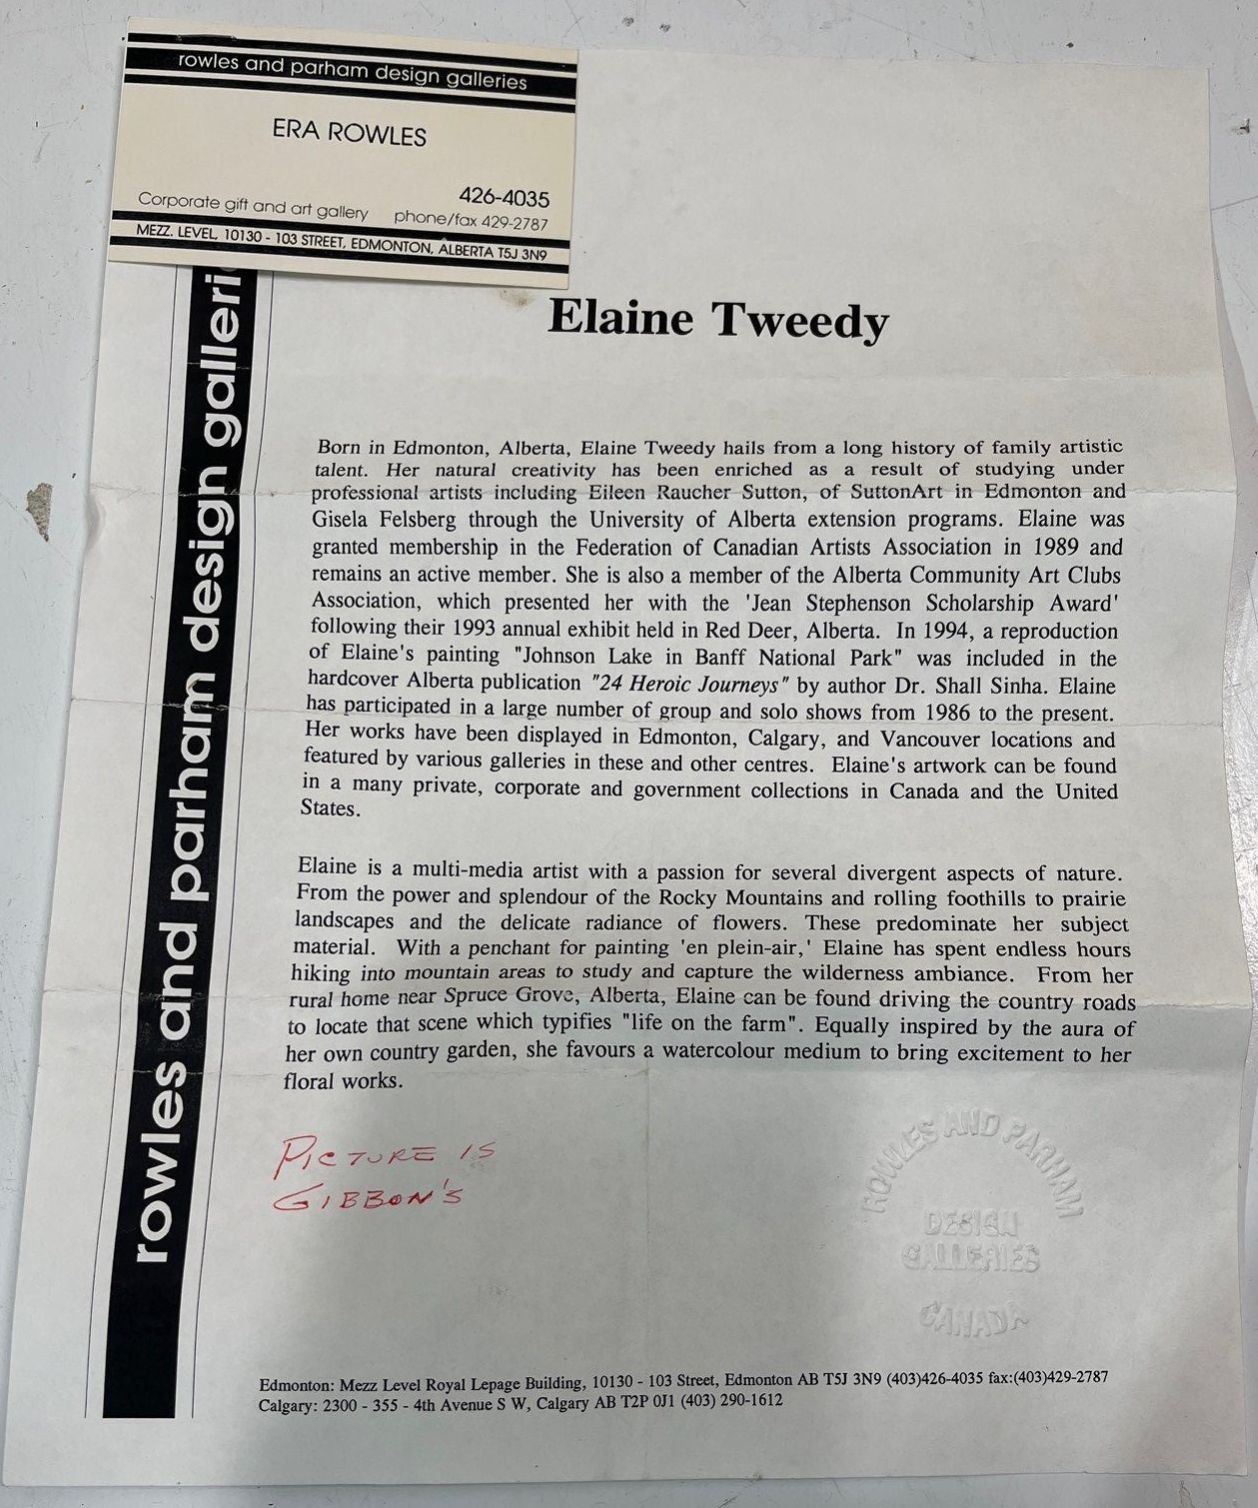 rowles and parham design galleries
ERA ROWLES
426-4035
Corporate gift and art gallery phone/fax 429-2787
MEZZ. LEVEL, 10130 - 103 STREET, EDMONTON, ALBERTA T5J 3N9
rowles and parham design galleri
Elaine Tweedy
Born in Edmonton, Alberta, Elaine Tweedy hails from a long history of family artistic
talent. Her natural creativity has been enriched as a result of studying under
professional artists including Eileen Raucher Sutton, of SuttonArt in Edmonton and
Gisela Felsberg through the University of Alberta extension programs. Elaine was
granted membership in the Federation of Canadian Artists Association in 1989 and
remains an active member. She is also a member of the Alberta Community Art Clubs
Association, which presented her with the 'Jean Stephenson Scholarship Award'
following their 1993 annual exhibit held in Red Deer, Alberta. In 1994, a reproduction
of Elaine's painting "Johnson Lake in Banff National Park" was included in the
hardcover Alberta publication "24 Heroic Journeys" by author Dr. Shall Sinha. Elaine
has participated in a large number of group and solo shows from 1986 to the present.
Her works have been displayed in Edmonton, Calgary, and Vancouver locations and
featured by various galleries in these and other centres. Elaine's artwork can be found
in a many private, corporate and government collections in Canada and the United
States.
Elaine is a multi-media artist with a passion for several divergent aspects of nature.
From the power and splendour of the Rocky Mountains and rolling foothills to prairie
landscapes and the delicate radiance of flowers. These predominate her subject
material. With a penchant for painting 'en plein-air,' Elaine has spent endless hours
hiking into mountain areas to study and capture the wilderness ambiance. From her
rural home near Spruce Grove, Alberta, Elaine can be found driving the country roads
to locate that scene which typifies "life on the farm". Equally inspired by the aura of
her own country garden, she favours a watercolour medium to bring excitement to her
floral works.
PICTURE IS
GIBBON'S
ROWLES AND PARHAM
DESIGN
GALLERIES
CANADA
Edmonton: Mezz Level Royal Lepage Building, 10130 - 103 Street, Edmonton AB T5J 3N9 (403)426-4035 fax:(403)429-2787
Calgary: 2300 - 355 - 4th Avenue S W, Calgary AB T2P 0J1 (403) 290-1612